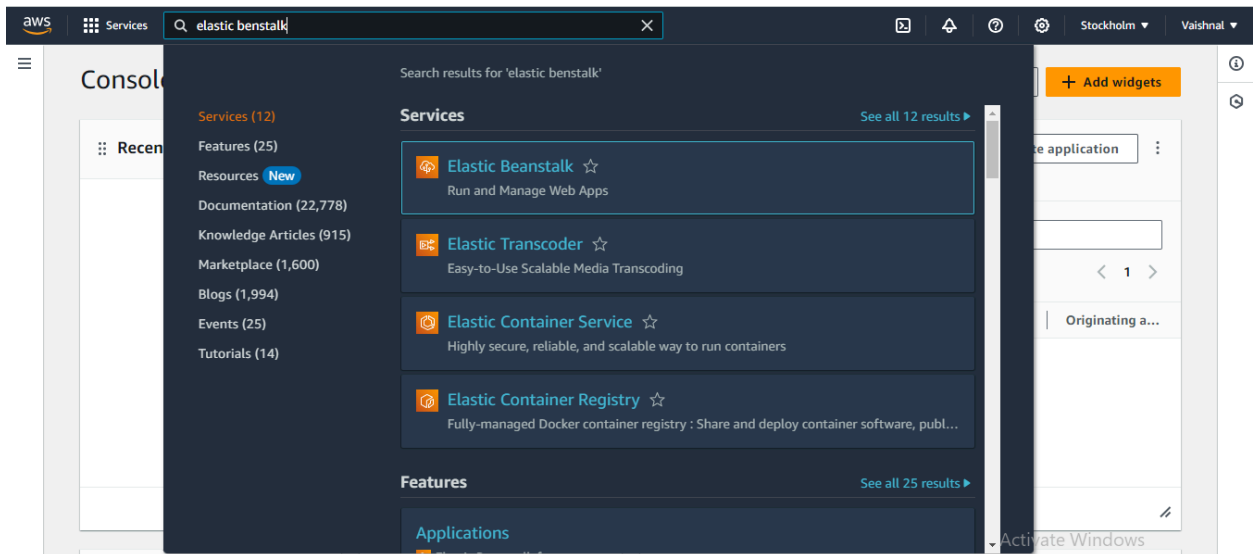 aws
Services
elastic benstalk
Stockholm
Vaishnal
Search results for 'elastic benstalk'
Consol
Add widgets
Services (12)
Features (25)
Resources New
Documentation (22,778)
Knowledge Articles (915)
Marketplace (1,600)
Blogs (1,994)
Events (25)
Tutorials (14)
Services
See all 12 results
Elastic Beanstalk
Run and Manage Web Apps
Elastic Transcoder
Easy-to-Use Scalable Media Transcoding
Elastic Container Service
Highly secure, reliable, and scalable way to run containers
Elastic Container Registry
Fully-managed Docker container registry : Share and deploy container software, publ...
Features
See all 25 results
Applications
Recen
te application
1
Originating a...
Activate Windows